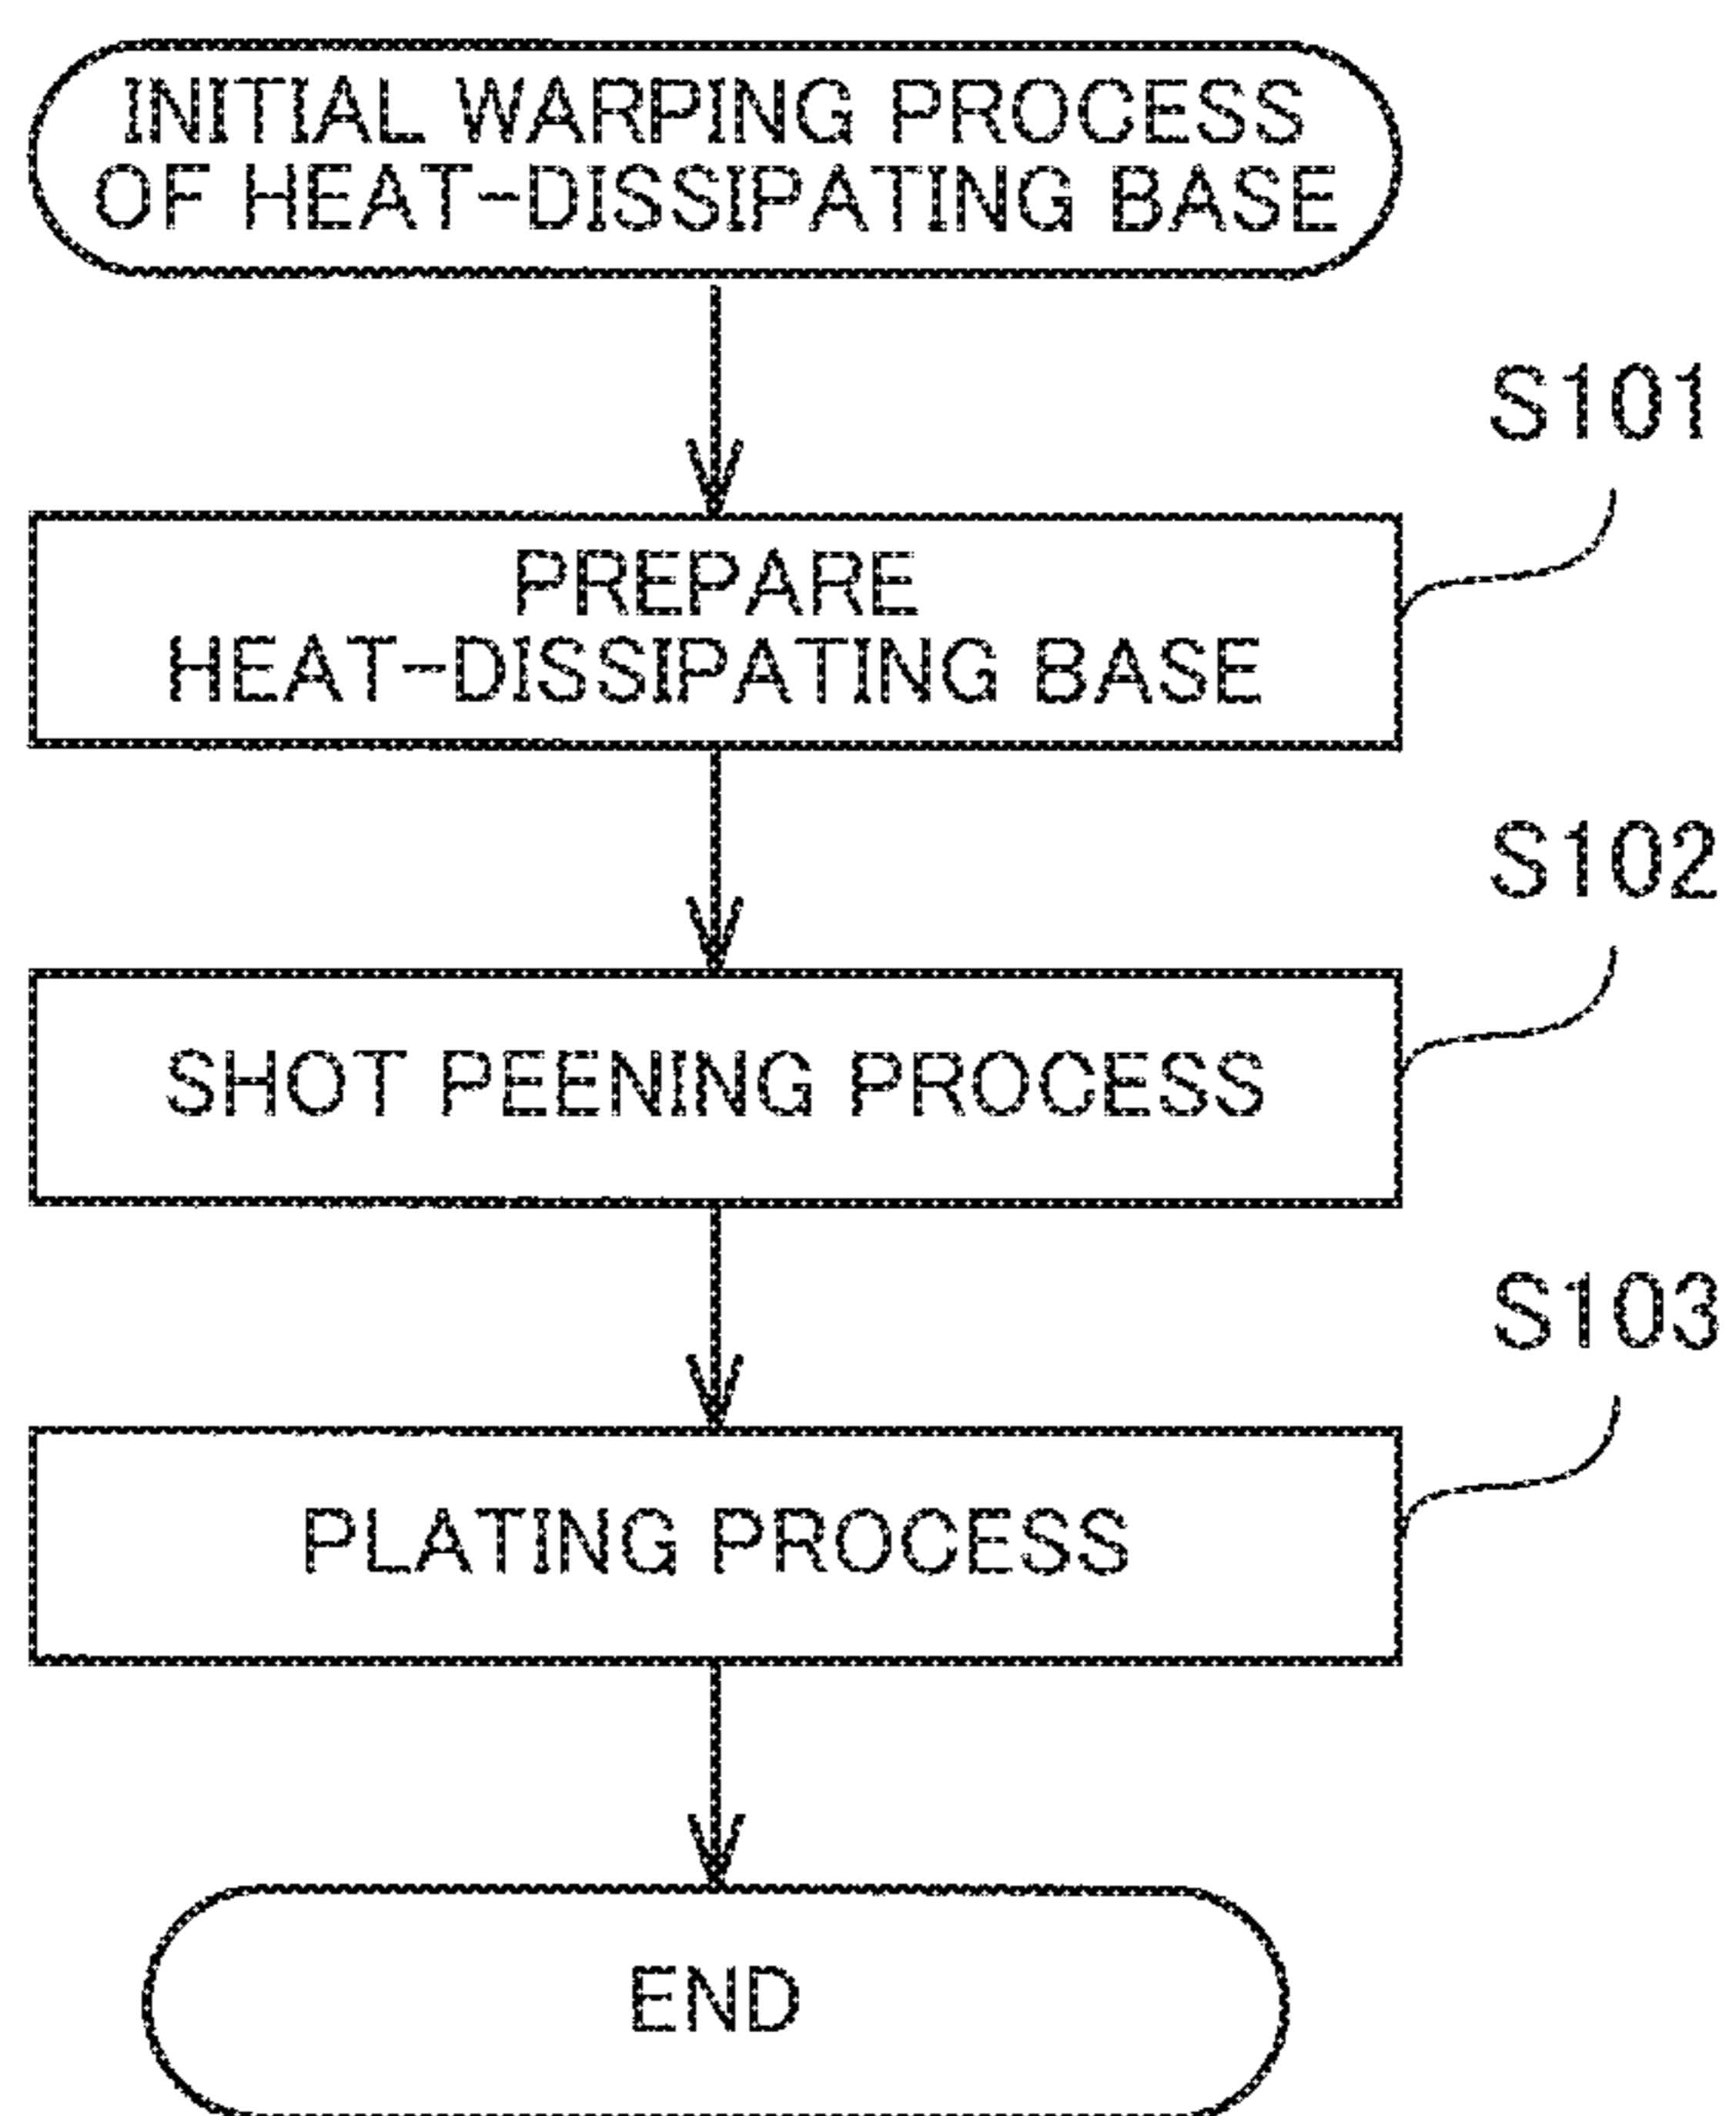 INITIAL WARPING PROCESS
OF HEAT-DISSIPATING BASE
S101
PREPARE
HEAT-DISSIPATING BASE
S102
SHOT PEENING PROCESS
S103
PLATING PROCESS
END